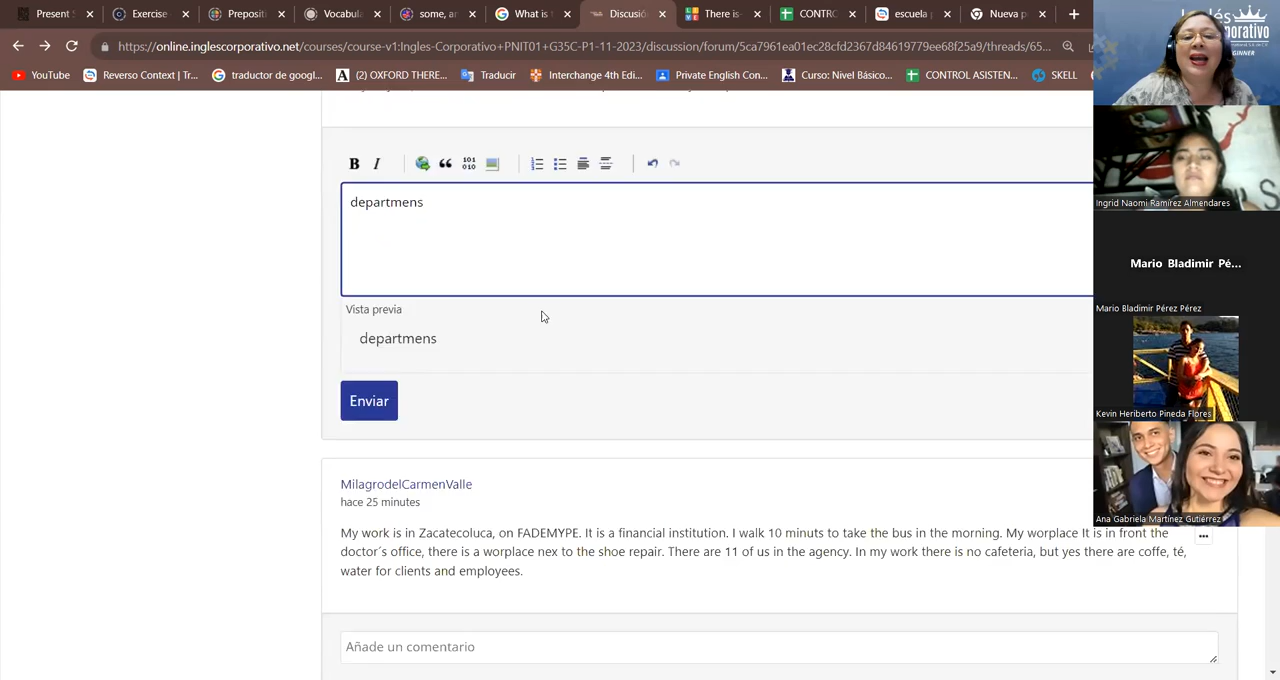 Present S
Exercise
Preposit
Vocabula
some, an
What is t
Discusió
There is-
CONTRO
escuela p
Nueva p
https://online.inglescorporativo.net/courses/course-v1:Ingles-Corporativo+PNIT01+G35C-P1-11-2023/discussion/forum/5ca7961ea01ec28cfd2367d84619779ee68f25a9/threads/65...
YouTube
Reverso Context | Tr...
traductor de googl...
(2) OXFORD THERE...
Traducir
Interchange 4th Edi...
Private English Con...
Curso: Nivel Básico...
CONTROL ASISTEN...
SKELL
B I
departmens
Vista previa
departmens
Enviar
MilagrodelCarmenValle
hace 25 minutes
My work is in Zacatecoluca, on FADEMYPE. It is a financial institution. I walk 10 minuts to take the bus in the morning. My worplace It is in front the
doctor´s office, there is a worplace nex to the shoe repair. There are 11 of us in the agency. In my work there is no cafeteria, but yes there are coffe, té,
water for clients and employees.
Añade un comentario
Ingrid Naomi Ramírez Almendares
Mario Bladimir Pé...
Mario Bladimir Pérez Pérez
Kevin Heriberto Pineda Flores
Ana Gabriela Martínez Gutiérrez